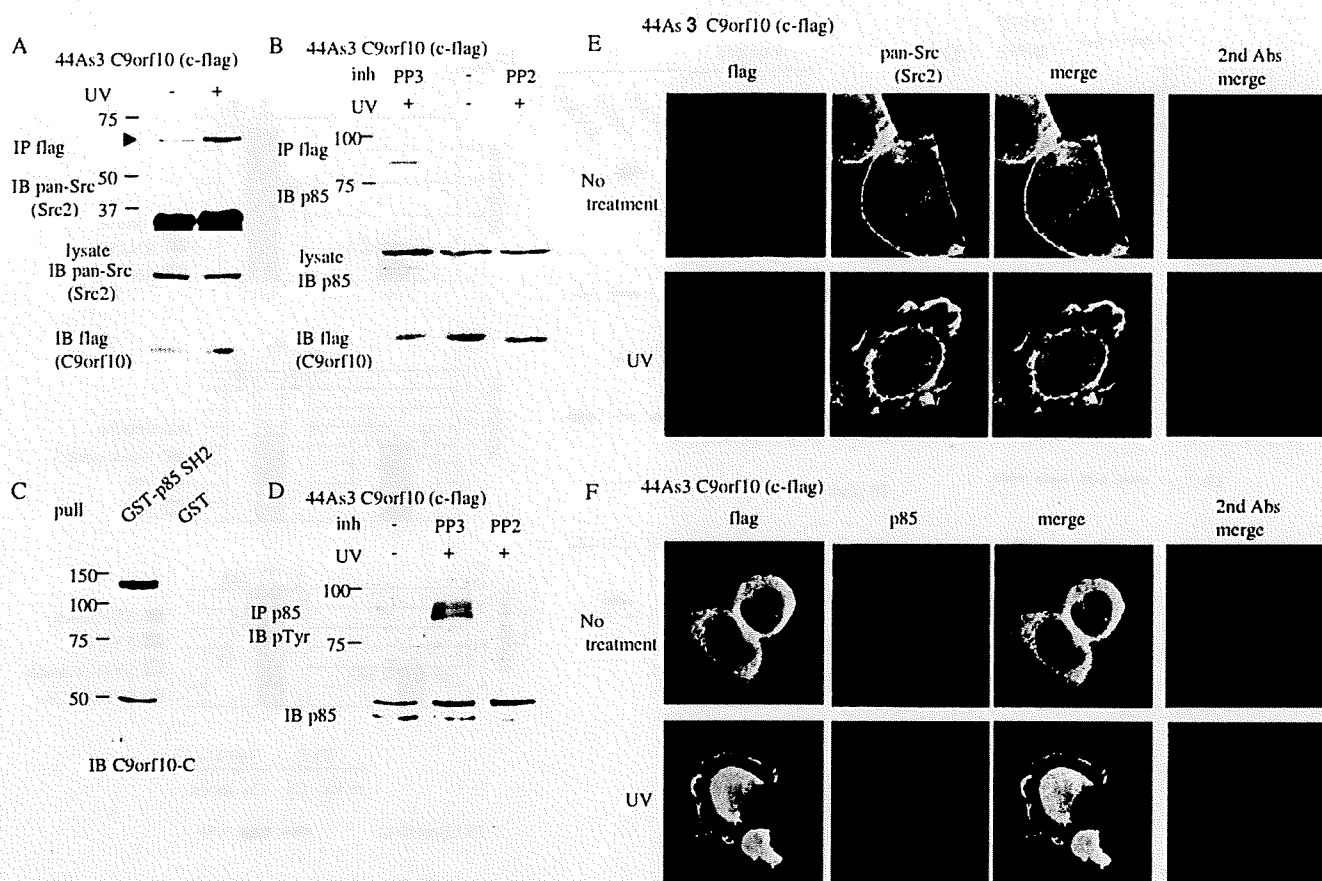 A
44As3 C9orf10 (c-flag)
UV - +
75
IP flag
50
IB pan-Src
(Src2)
37
lysate
IB pan-Src
(Src2)
IB flag
(C9orf10)
B
44As3 C9orf10 (c-flag)
inh PP3 - PP2
UV + - +
100
IP flag
75
IB p85
lysate
IB p85
IB flag
(C9orf10)
C
pull GST-p85 SH2 GST
150
100
75
50
IB C9orf10-C
D
44As3 C9orf10 (c-flag)
inh - PP3 PP2
UV - + +
100
IP p85
IB pTyr
75
IB p85
E
44As 3 C9orf10 (c-flag)
flag pan-Src (Src2) merge 2nd Abs merge
No treatment
UV
F
44As3 C9orf10 (c-flag)
flag p85 merge 2nd Abs merge
No treatment
UV